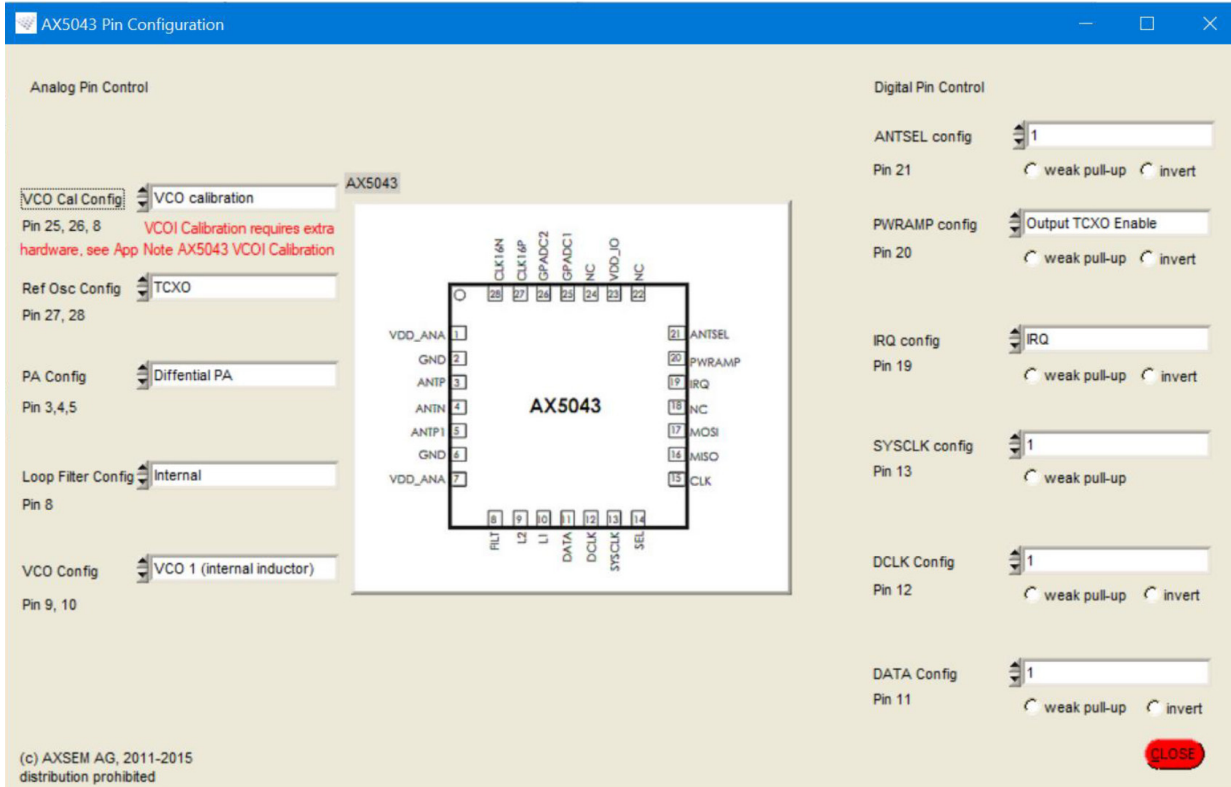 AX5043 Pin Configuration
Analog Pin Control
VCO Cal Config
VCO calibration
Pin 25, 26, 8
VCOI Calibration requires extra
hardware, see App Note AX5043 VCOI Calibration
Ref Osc Config
TCXO
Pin 27, 28
PA Config
Diffential PA
Pin 3,4,5
Loop Filter Config
Internal
Pin 8
VCO Config
VCO 1 (internal inductor)
Pin 9, 10
AX5043
CLK16N
CLK16P
GPADC2
GPADC1
NC
VDD_IO
NC
28 27 26 25 24 23 22
VDD_ANA 1
GND 2
ANTP 3
ANTN 4
ANTP1 5
GND 6
VDD_ANA 7
AX5043
21 ANTSEL
20 PWRAMP
19 IRQ
18 NC
17 MOSI
16 MISO
15 CLK
8 9 10 11 12 13 14
FILT
L2
L1
DATA
DCLK
SYSCLK
SEL
Digital Pin Control
ANTSEL config
1
Pin 21
weak pull-up
invert
PWRAMP config
Output TCXO Enable
Pin 20
weak pull-up
invert
IRQ config
IRQ
Pin 19
weak pull-up
invert
SYSCLK config
1
Pin 13
weak pull-up
DCLK Config
1
Pin 12
weak pull-up
invert
DATA Config
1
Pin 11
weak pull-up
invert
CLOSE
(c) AXSEM AG, 2011-2015
distribution prohibited